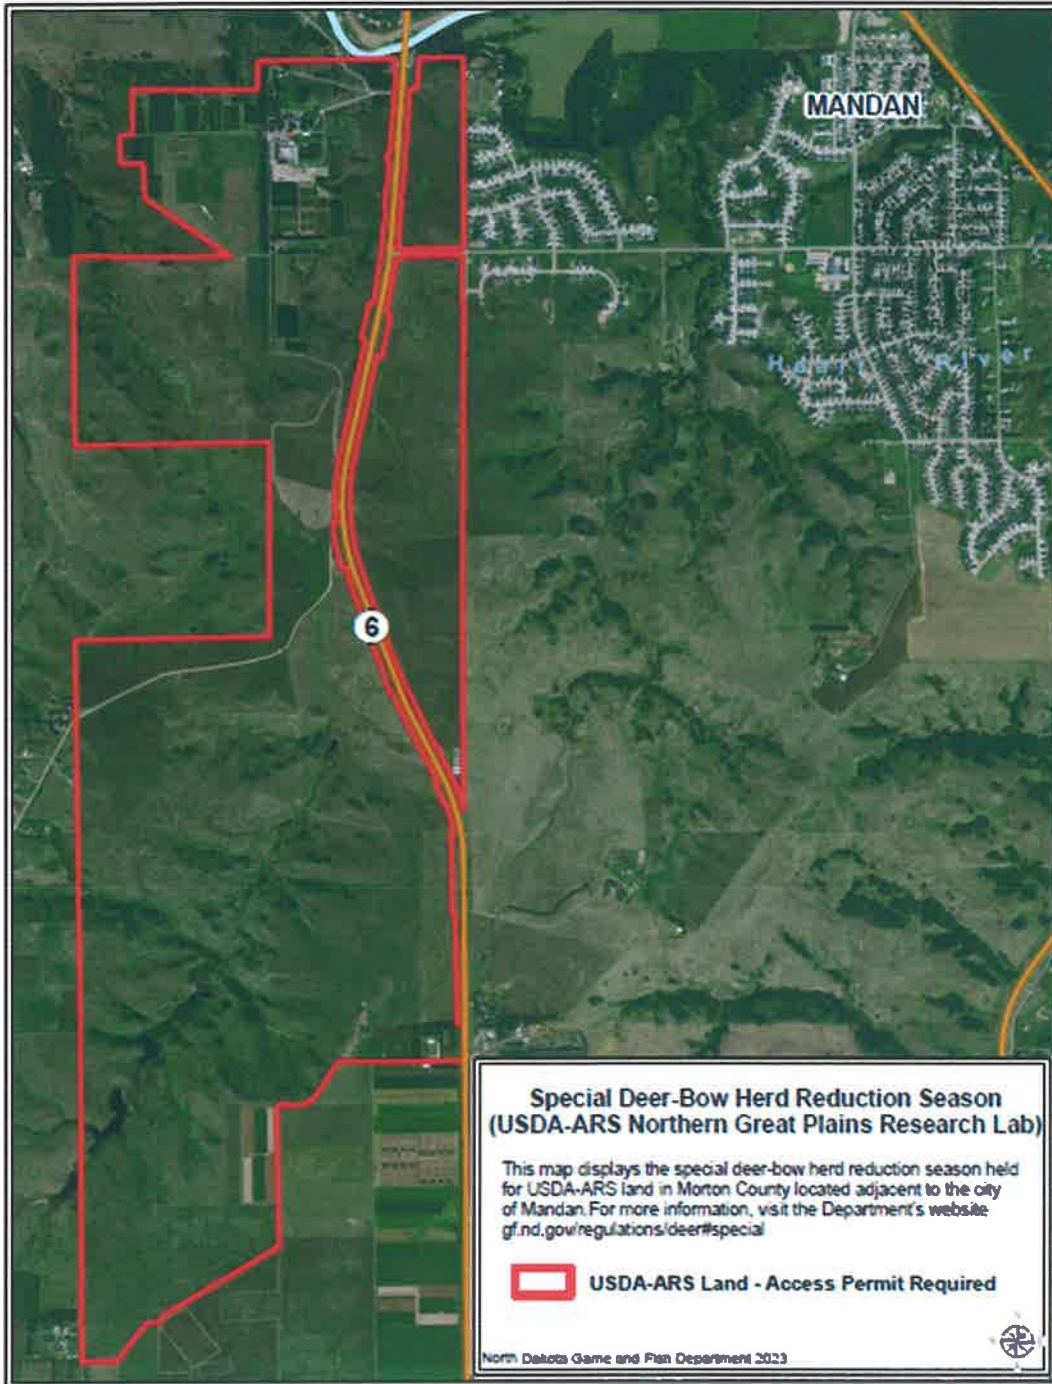 MANDAN
Heart River
6
Special Deer-Bow Herd Reduction Season
(USDA-ARS Northern Great Plains Research Lab)
This map displays the special deer-bow herd reduction season held
for USDA-ARS land in Morton County located adjacent to the city
of Mandan. For more information, visit the Department's website
gf.nd.gov/regulations/deer#special
USDA-ARS Land - Access Permit Required
North Dakota Game and Fish Department 2023